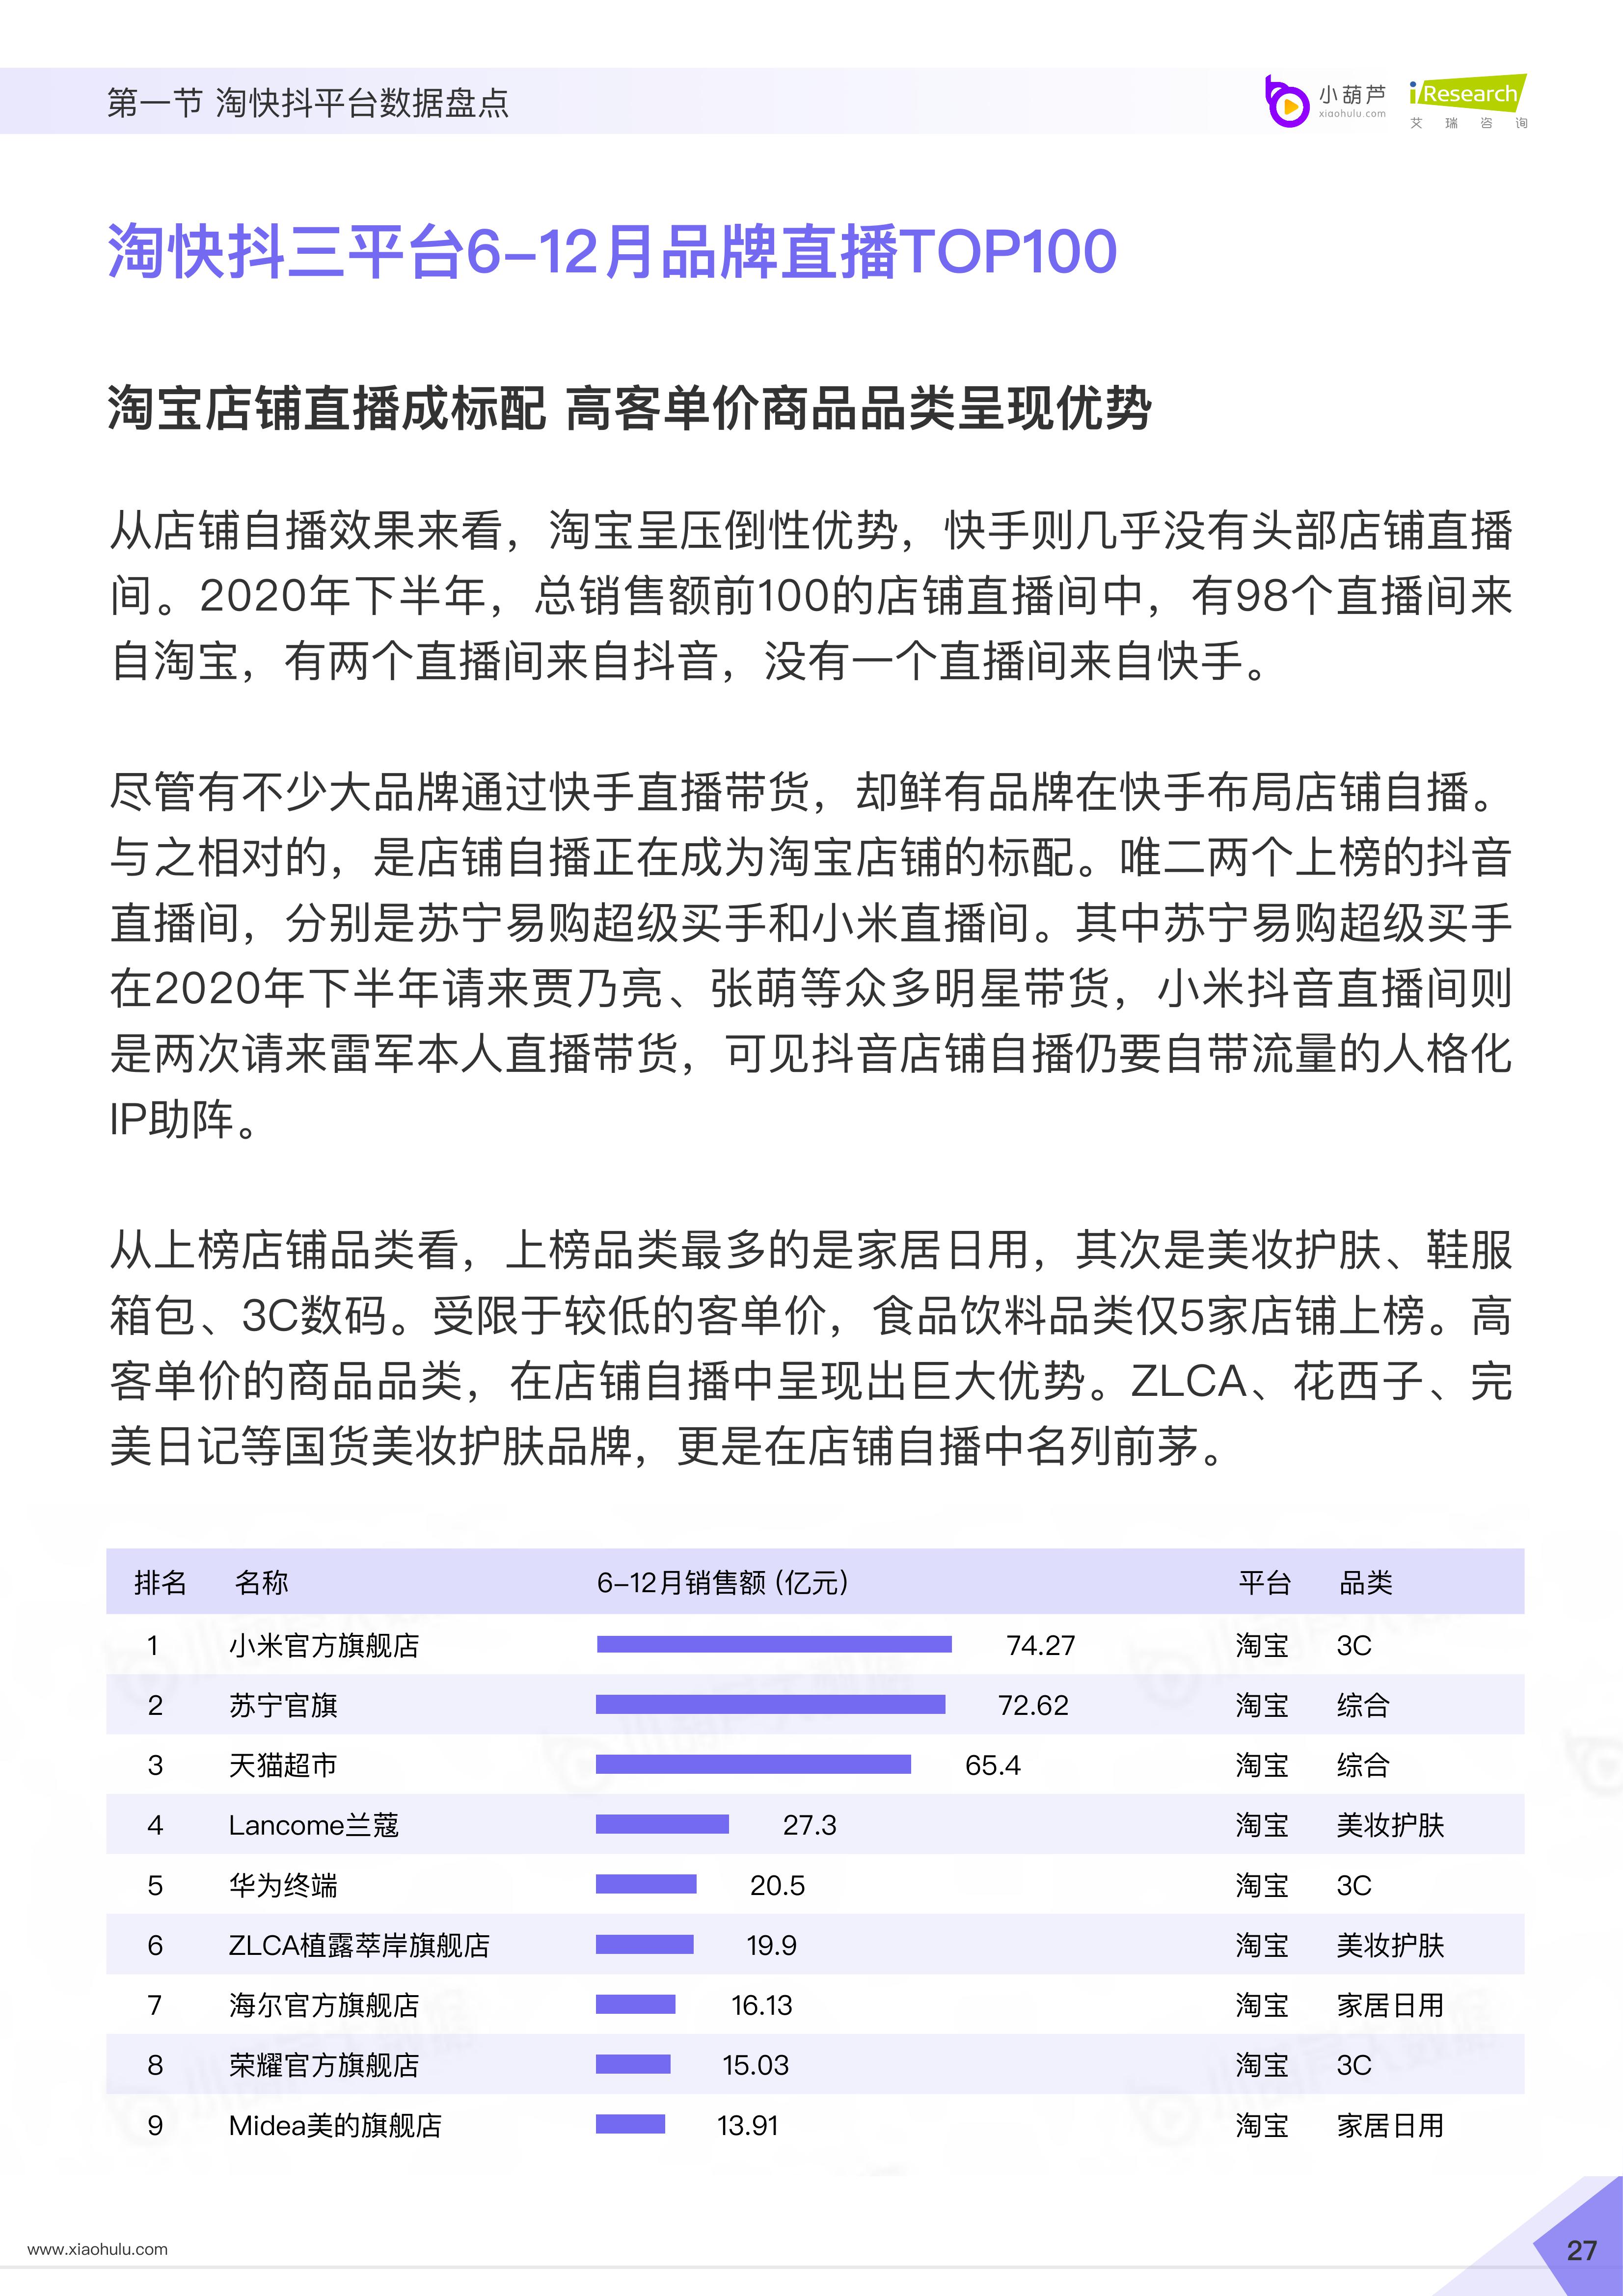 第一节 淘快抖平台数据盘点
小葫芦
xiaohulu.com
iResearch
艾瑞咨询
淘快抖三平台6-12月品牌直播TOP100
淘宝店铺直播成标配 高客单价商品品类呈现优势
从店铺自播效果来看，淘宝呈压倒性优势，快手则几乎没有头部店铺直播
间。2020年下半年，总销售额前100的店铺直播间中，有98个直播间来
自淘宝，有两个直播间来自抖音，没有一个直播间来自快手。
尽管有不少大品牌通过快手直播带货，却鲜有品牌在快手布局店铺自播。
与之相对的，是店铺自播正在成为淘宝店铺的标配。唯二两个上榜的抖音
直播间，分别是苏宁易购超级买手和小米直播间。其中苏宁易购超级买手
在2020年下半年请来贾乃亮、张萌等众多明星带货，小米抖音直播间则
是两次请来雷军本人直播带货，可见抖音店铺自播仍要自带流量的人格化
IP助阵。
从上榜店铺品类看，上榜品类最多的是家居日用，其次是美妆护肤、鞋服
箱包、3C数码。受限于较低的客单价，食品饮料品类仅5家店铺上榜。高
客单价的商品品类，在店铺自播中呈现出巨大优势。ZLCA、花西子、完
美日记等国货美妆护肤品牌，更是在店铺自播中名列前茅。
排名 名称 6-12月销售额（亿元） 平台 品类
1 小米官方旗舰店 74.27 淘宝 3C
2 苏宁官旗 72.62 淘宝 综合
3 天猫超市 65.4 淘宝 综合
4 Lancome兰蔻 27.3 淘宝 美妆护肤
5 华为终端 20.5 淘宝 3C
6 ZLCA植露萃岸旗舰店 19.9 淘宝 美妆护肤
7 海尔官方旗舰店 16.13 淘宝 家居日用
8 荣耀官方旗舰店 15.03 淘宝 3C
9 Midea美的旗舰店 13.91 淘宝 家居日用
www.xiaohulu.com
27